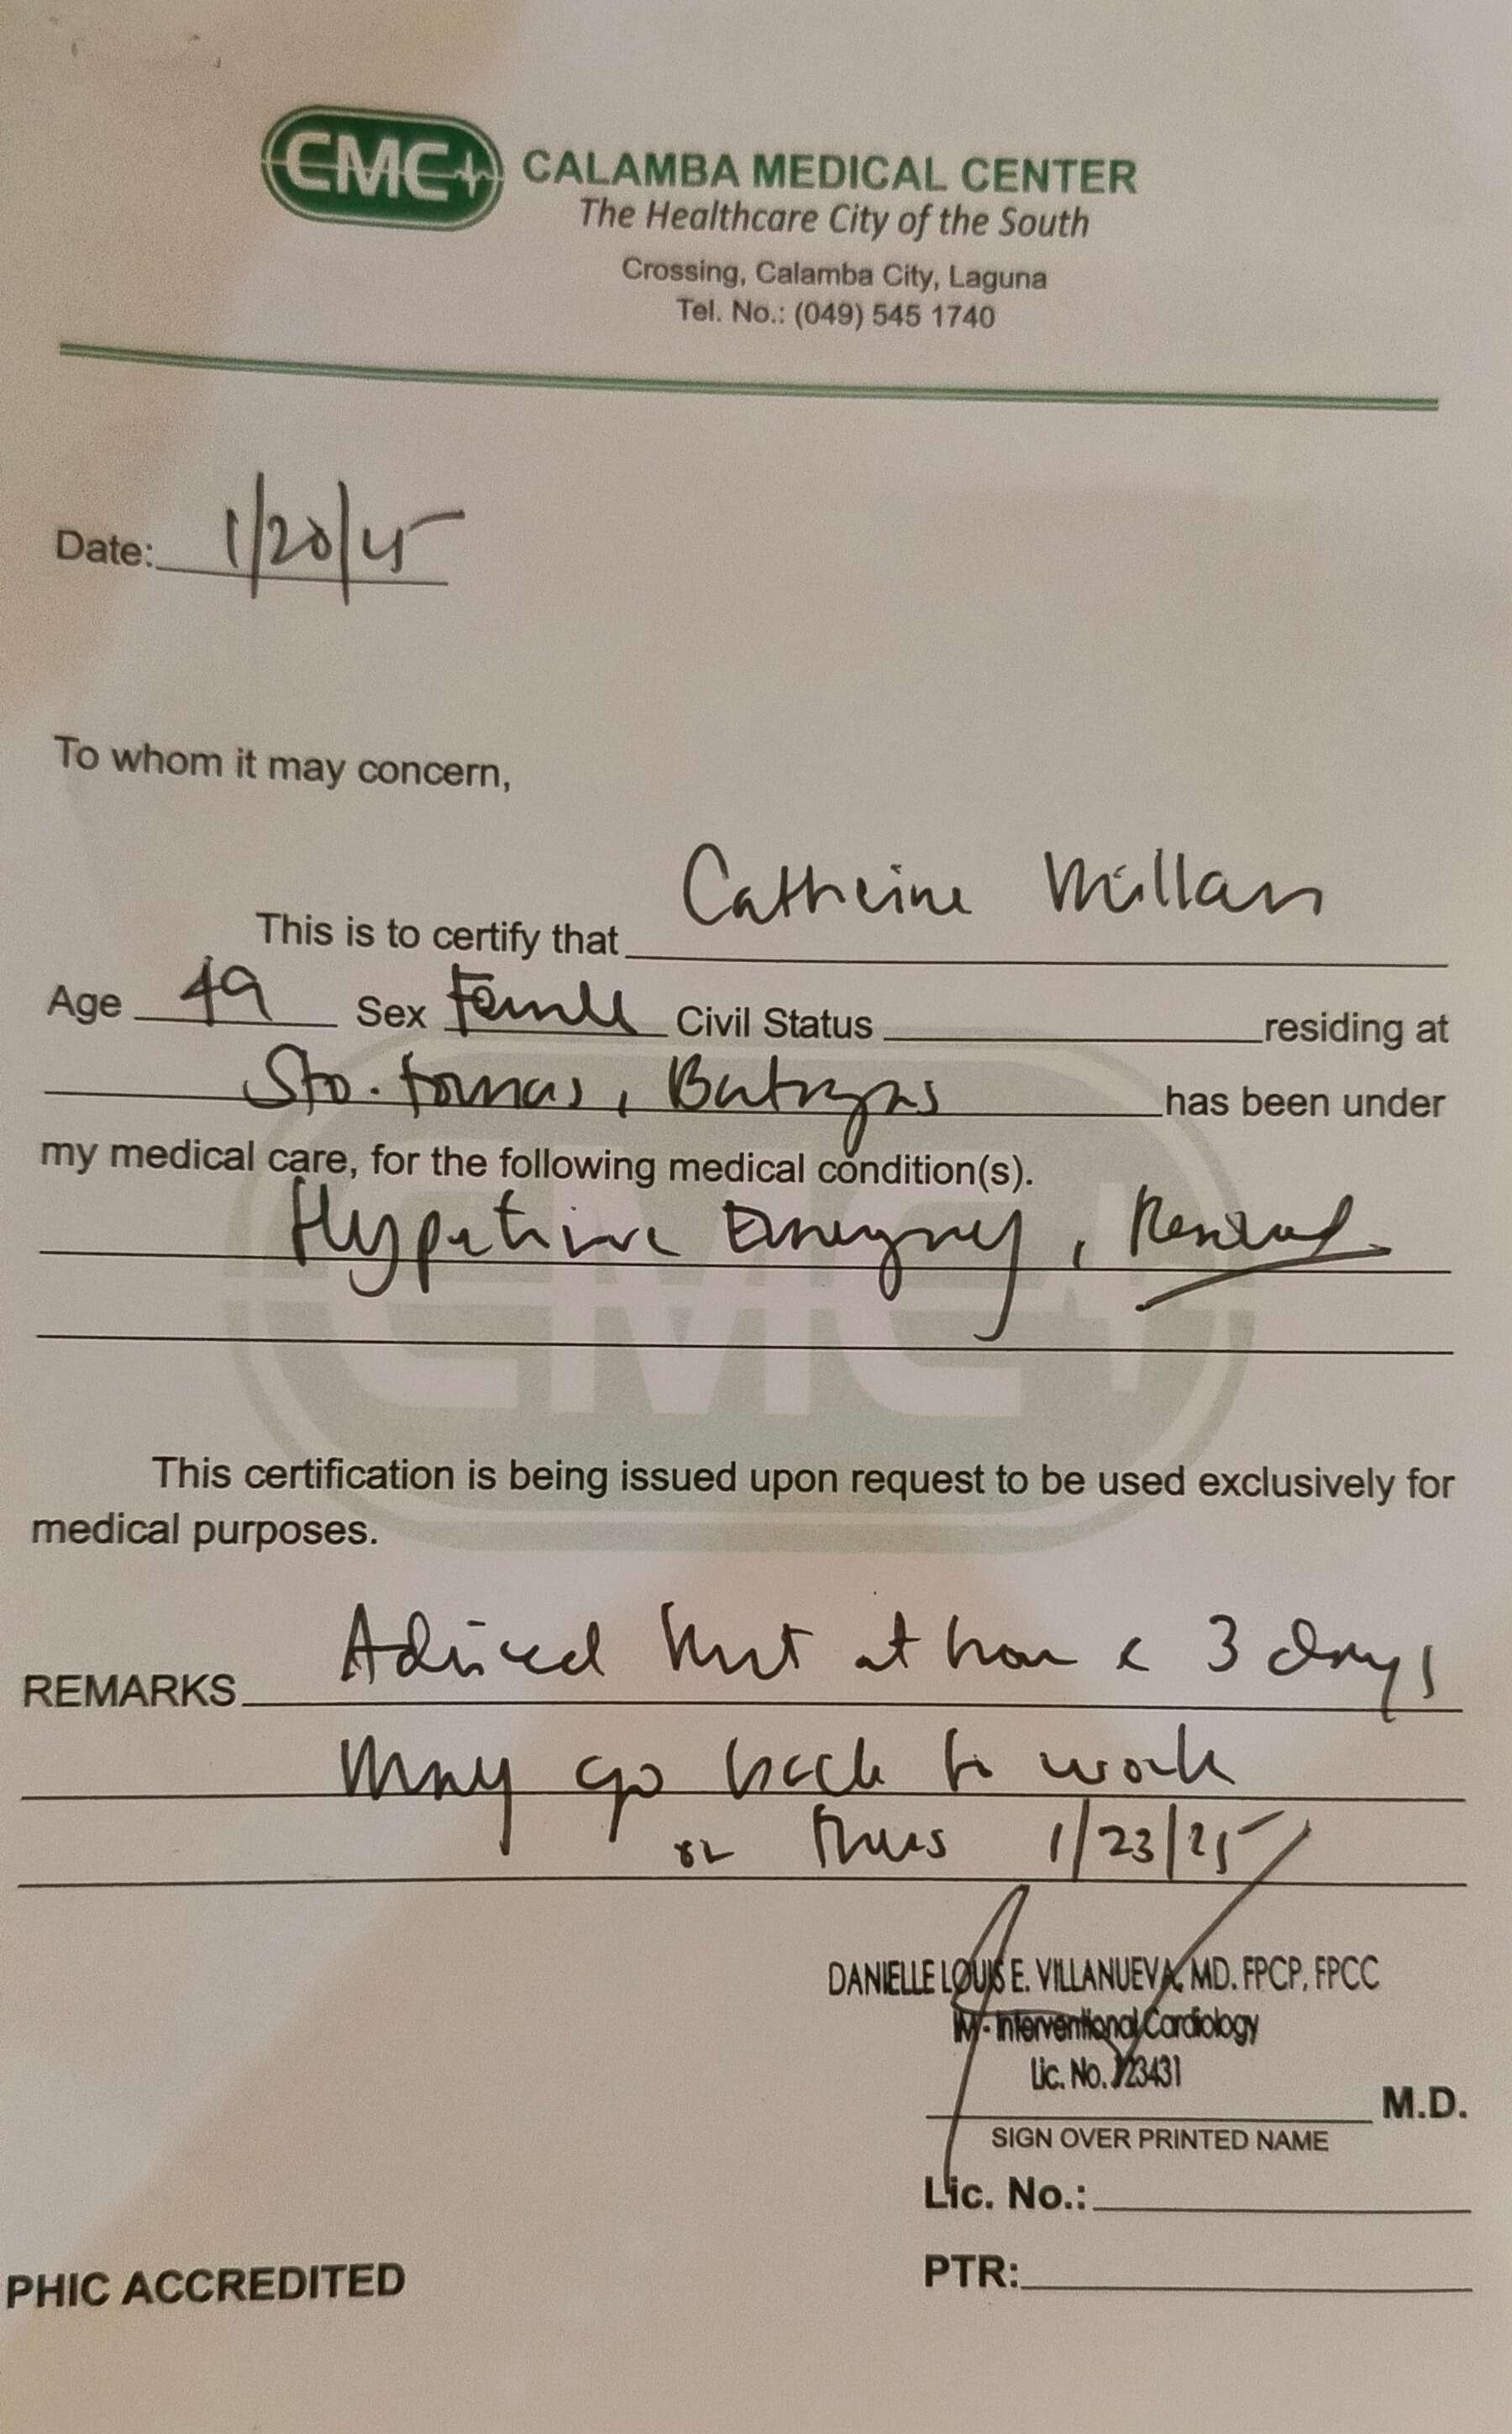 CMC+ CALAMBA MEDICAL CENTER
The Healthcare City of the South
Crossing, Calamba City, Laguna
Tel. No.: (049) 545 1740
Date: 1/20/25
To whom it may concern,
This is to certify that Catherine Millan
Age 49 Sex Female Civil Status residing at
Sto. Tomas, Batangas has been under
my medical care, for the following medical condition(s).
Hypertensive Emergency, Resolved
This certification is being issued upon request to be used exclusively for
medical purposes.
REMARKS Advised rest at home x 3 days
May go back to work
on thurs 1/23/25
DANIELLE LOUIS E. VILLANUEVA, MD. FPCP, FPCC
IM - Interventional Cardiology
Lic. No. 123431
M.D.
SIGN OVER PRINTED NAME
Lic. No.:
PHIC ACCREDITED PTR: